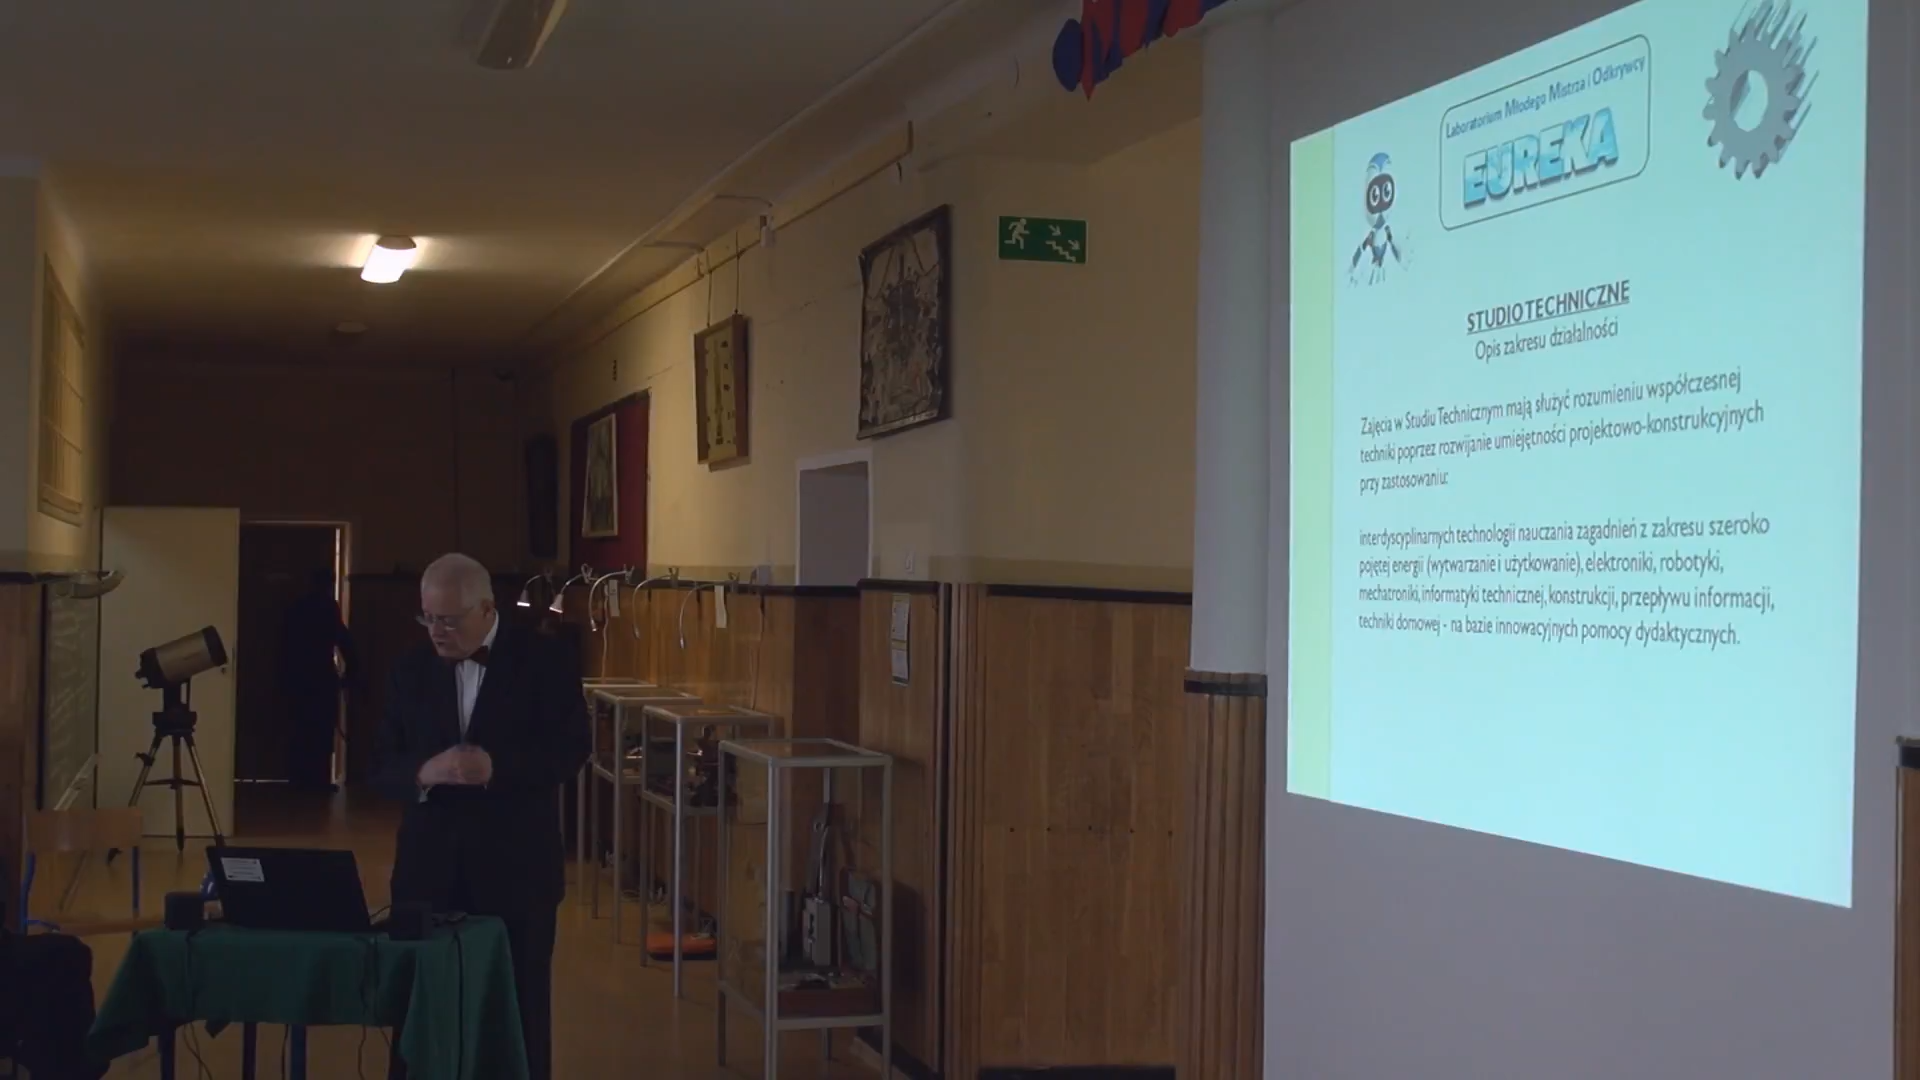 Laboratorium Młodego Mistrza i Odkrywcy
EUREKA
STUDIO TECHNICZNE
Opis zakresu działalności
Zajęcia w Studiu Technicznym mają służyć rozumieniu współczesnej
techniki poprzez rozwijanie umiejętności projektowo-konstrukcyjnych
przy zastosowaniu:
interdyscyplinarnych technologii nauczania zagadnień z zakresu szeroko
pojętej energii (wytwarzanie i użytkowanie), elektroniki, robotyki,
mechatroniki, informatyki technicznej, konstrukcji, przepływu informacji,
techniki domowej - na bazie innowacyjnych pomocy dydaktycznych.